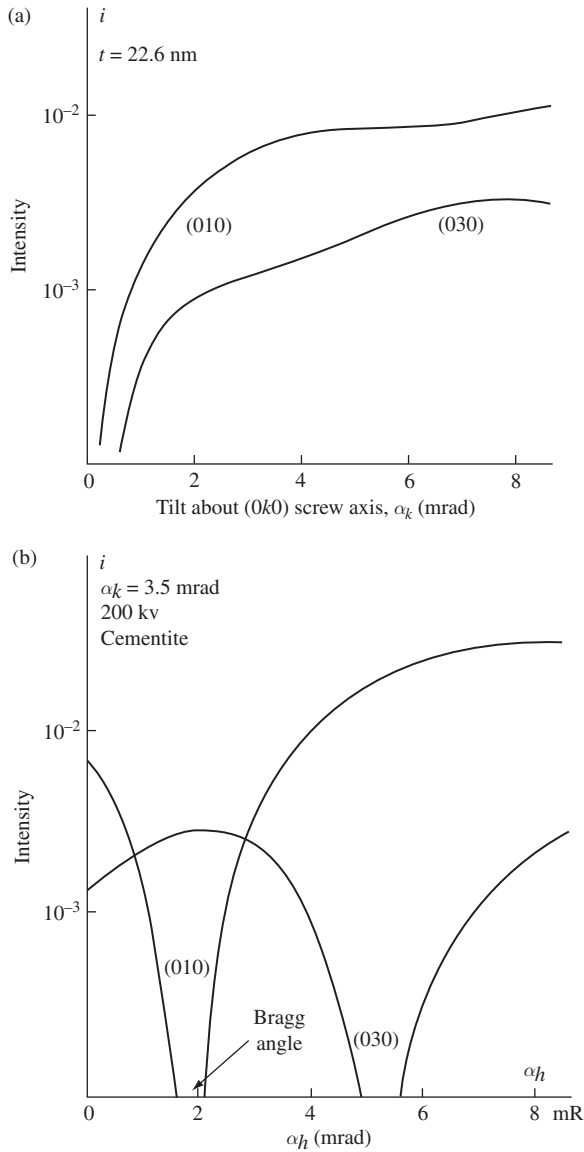 (a)
i
t = 22.6 nm
10⁻²
Intensity
(010)
(030)
10⁻³
0 2 4 6 8
Tilt about (0k0) screw axis, αₖ (mrad)
(b)
i
αₖ = 3.5 mrad
200 kv
Cementite
10⁻²
Intensity
10⁻³
(010)
Bragg
angle
(030)
αₕ
0 2 4 6 8 mR
αₕ (mrad)